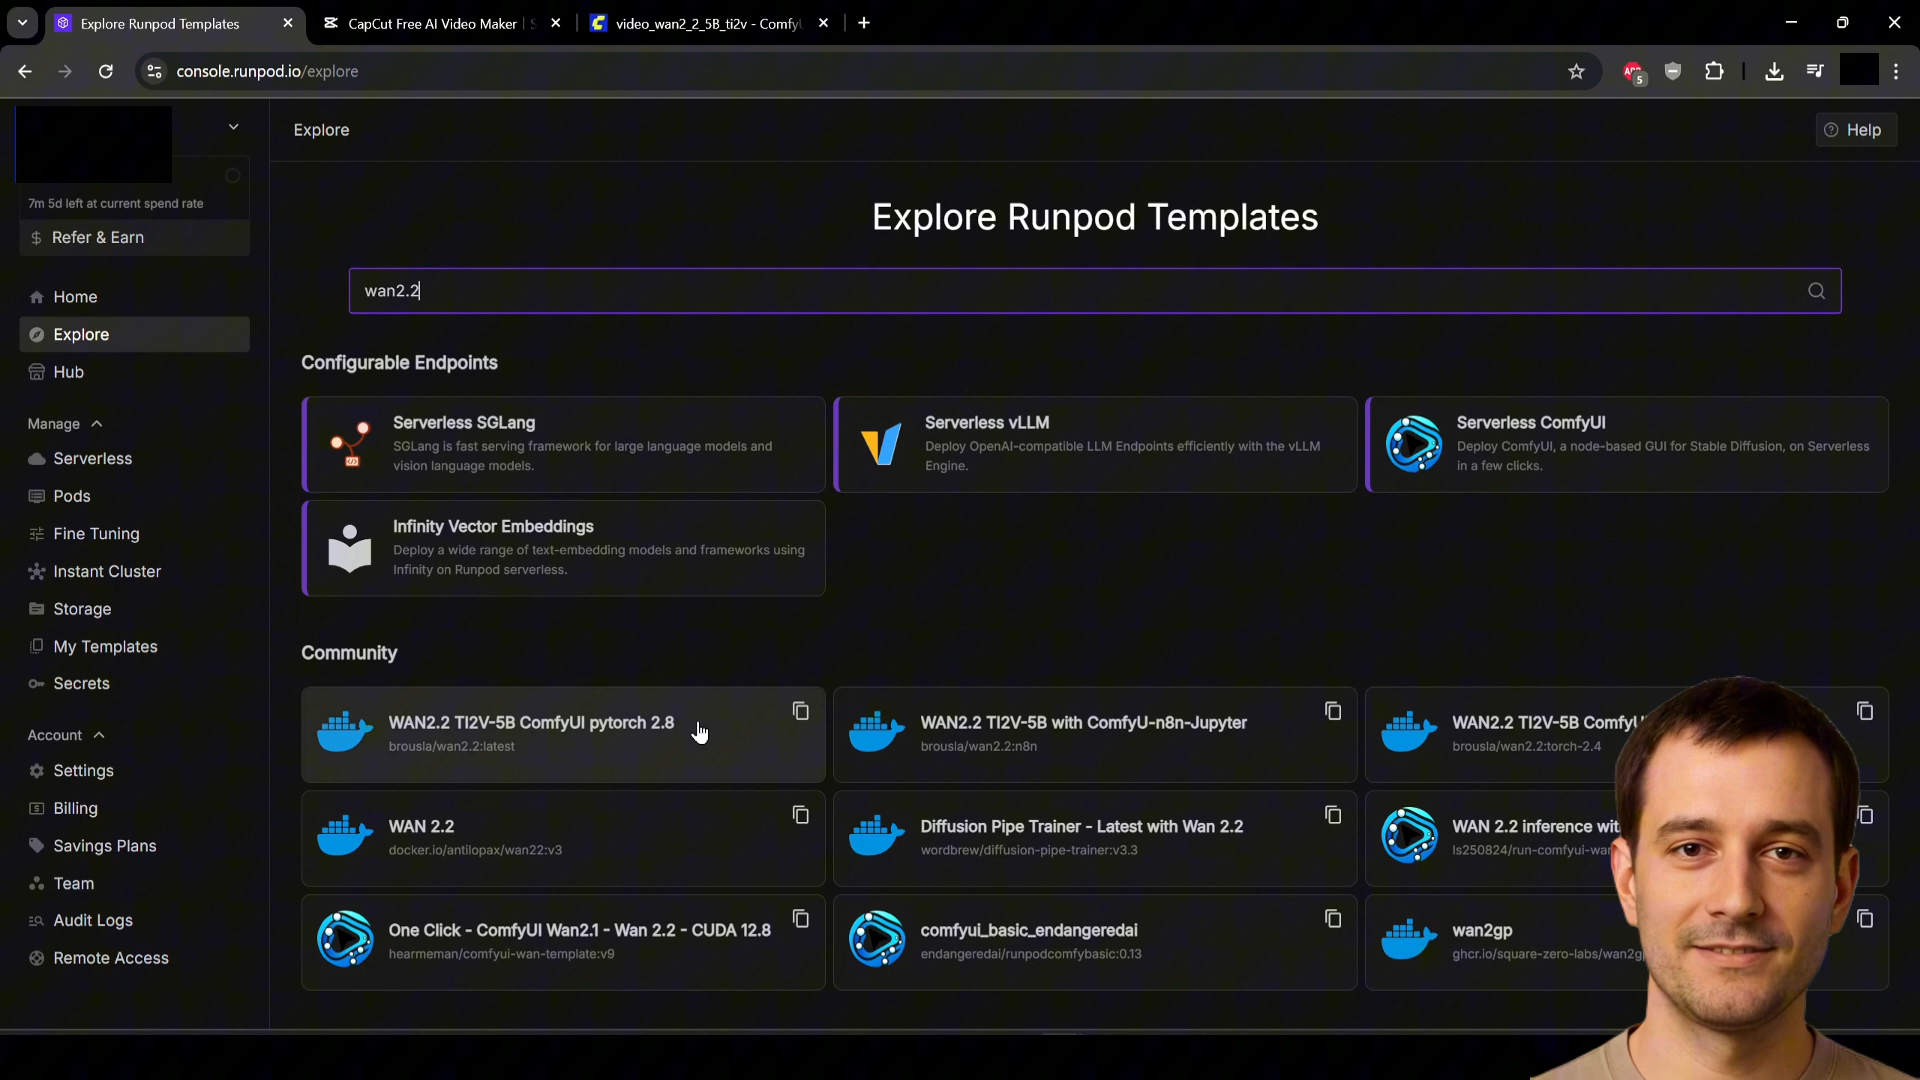 Explore Runpod Templates
CapCut Free AI Video Maker | S
video_wan2_2_5B_ti2v - ComfyU
console.runpod.io/explore
5
Explore
Help
7m 5d left at current spend rate
Refer & Earn
Explore Runpod Templates
wan2.2
Home
Explore
Hub
Manage
Serverless
Pods
Fine Tuning
Instant Cluster
Storage
My Templates
Secrets
Account
Settings
Billing
Savings Plans
Team
Audit Logs
Remote Access
Configurable Endpoints
Serverless SGLang
SGLang is fast serving framework for large language models and
vision language models.
Serverless vLLM
Deploy OpenAI-compatible LLM Endpoints efficiently with the vLLM
Engine.
Serverless ComfyUI
Deploy ComfyUI, a node-based GUI for Stable Diffusion, on Serverless
in a few clicks.
Infinity Vector Embeddings
Deploy a wide range of text-embedding models and frameworks using
Infinity on Runpod serverless.
Community
WAN2.2 TI2V-5B ComfyUI pytorch 2.8
brousla/wan2.2:latest
WAN2.2 TI2V-5B with ComfyU-n8n-Jupyter
brousla/wan2.2:n8n
WAN2.2 TI2V-5B ComfyU
brousla/wan2.2:torch-2.4
WAN 2.2
docker.io/antilopax/wan22:v3
Diffusion Pipe Trainer - Latest with Wan 2.2
wordbrew/diffusion-pipe-trainer:v3.3
WAN 2.2 inference wit
ls250824/run-comfyui-wan
One Click - ComfyUI Wan2.1 - Wan 2.2 - CUDA 12.8
hearmeman/comfyui-wan-template:v9
comfyui_basic_endangeredai
endangeredai/runpodcomfybasic:0.13
wan2gp
ghcr.io/square-zero-labs/wan2gp